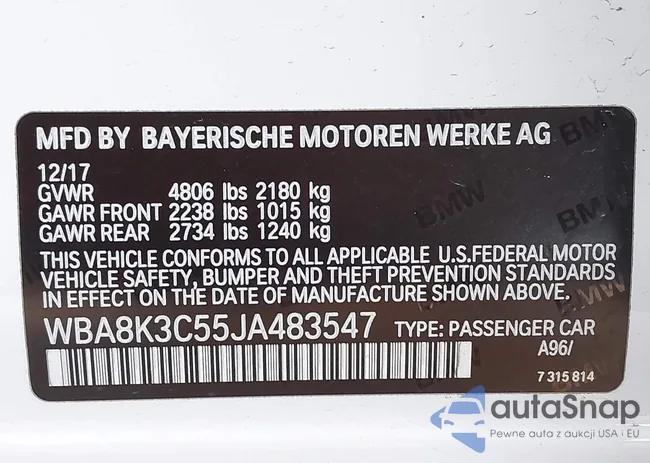 MFD BY BAYERISCHE MOTOREN WERKE AG
12/17
GVWR 4806 lbs 2180 kg
GAWR FRONT 2238 lbs 1015 kg
GAWR REAR 2734 lbs 1240 kg
THIS VEHICLE CONFORMS TO ALL APPLICABLE U.S.FEDERAL MOTOR
VEHICLE SAFETY, BUMPER AND THEFT PREVENTION STANDARDS
IN EFFECT ON THE DATE OF MANUFACTURE SHOWN ABOVE.
WBA8K3C55JA483547 TYPE: PASSENGER CAR
A96/
7 315 814
BMW
BMW
BMW
autaSnap
Pewne auta z aukcji USA i EU